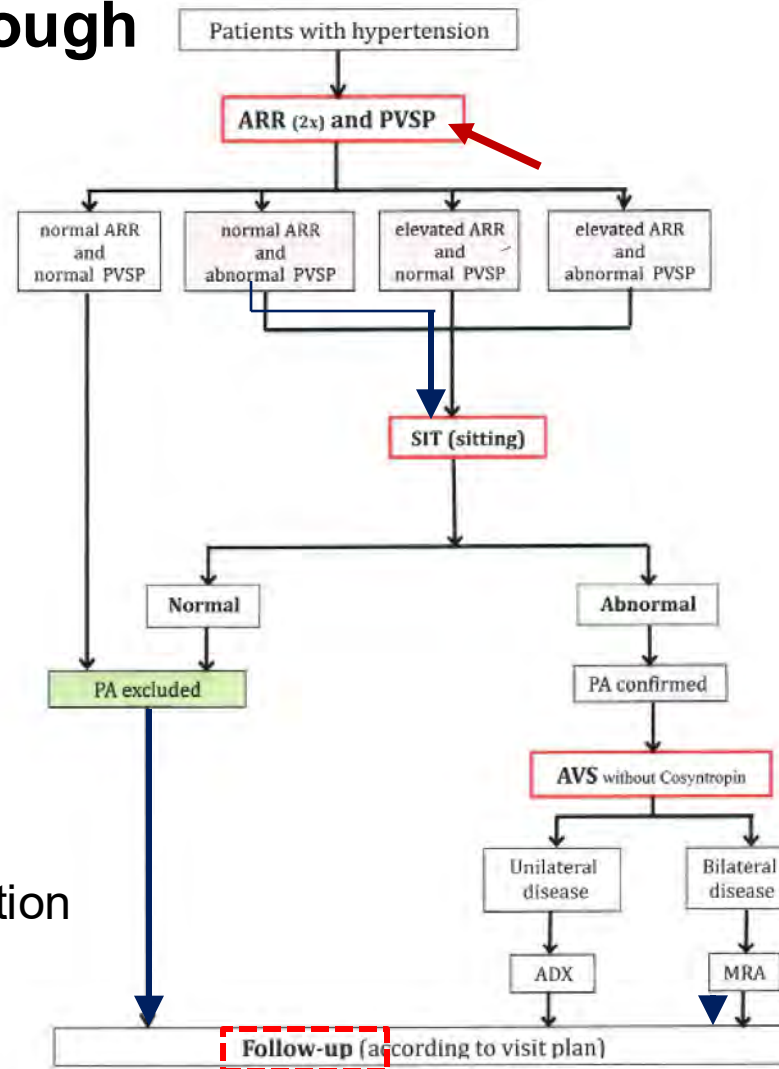 ough
Patients with hypertension
ARR (2x) and PVSP
normal ARR
and
normal PVSP
normal ARR
and
abnormal PVSP
elevated ARR
and
normal PVSP
elevated ARR
and
abnormal PVSP
SIT (sitting)
Normal
Abnormal
PA excluded
PA confirmed
AVS without Cosyntropin
Unilateral
disease
Bilateral
disease
tion
ADX
MRA
Follow-up (according to visit plan)